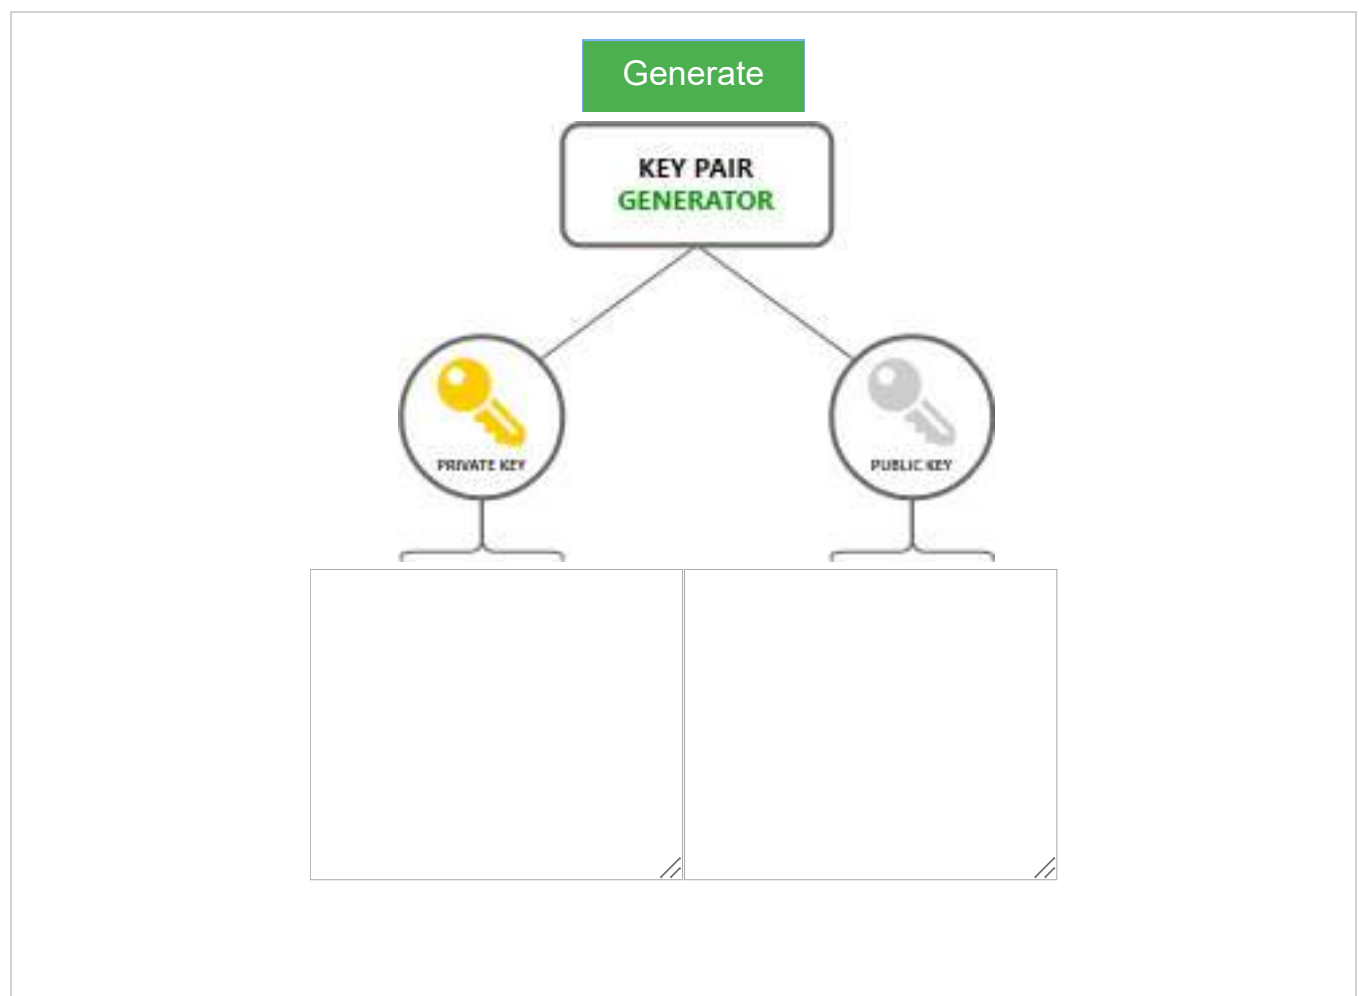 Generate
KEY PAIR
GENERATOR
PRIVATE KEY
PUBLIC KEY